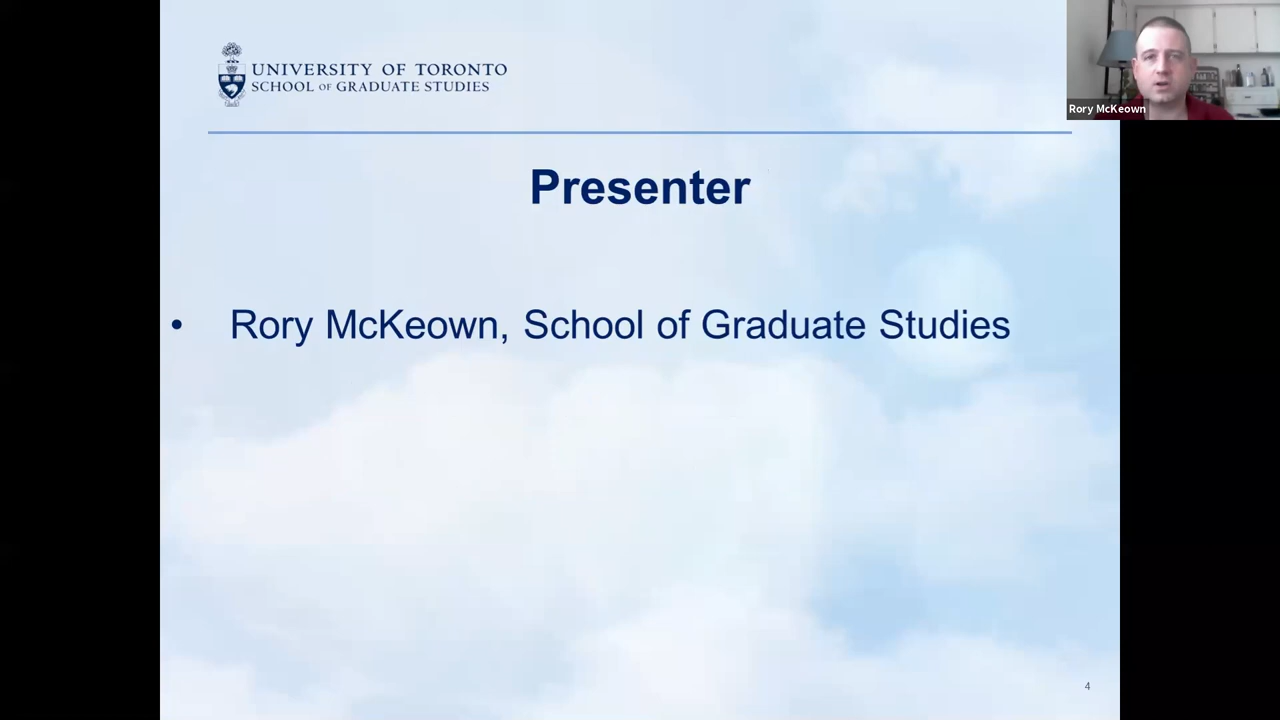 UNIVERSITY OF TORONTO
SCHOOL OF GRADUATE STUDIES
Rory McKeown
Presenter
• Rory McKeown, School of Graduate Studies
4